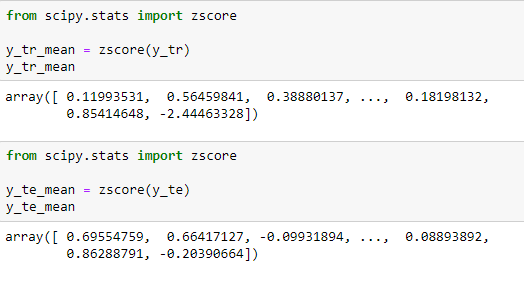 from scipy.stats import zscore
y_tr_mean = zscore(y_tr)
y_tr_mean
array([ 0.11993531,  0.56459841,  0.38880137, ...,  0.18198132,
        0.85414648, -2.44463328])
from scipy.stats import zscore
y_te_mean = zscore(y_te)
y_te_mean
array([ 0.69554759,  0.66417127, -0.09931894, ...,  0.08893892,
        0.86288791, -0.20390664])